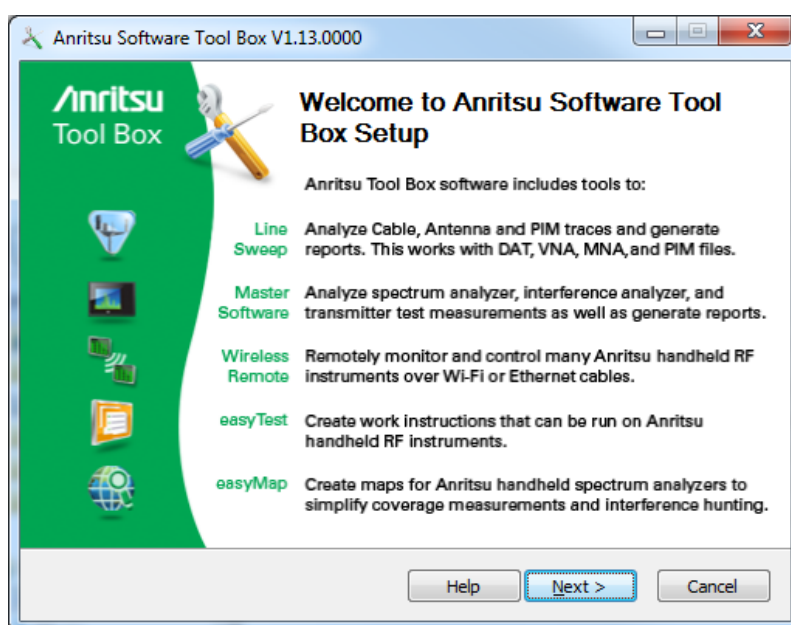 Anritsu Software Tool Box V1.13.0000
Anritsu
Tool Box
Welcome to Anritsu Software Tool
Box Setup
Anritsu Tool Box software includes tools to:
Line
Sweep
Analyze Cable, Antenna and PIM traces and generate
reports. This works with DAT, VNA, MNA, and PIM files.
Master
Software
Analyze spectrum analyzer, interference analyzer, and
transmitter test measurements as well as generate reports.
Wireless
Remote
Remotely monitor and control many Anritsu handheld RF
instruments over Wi-Fi or Ethernet cables.
easyTest
Create work instructions that can be run on Anritsu
handheld RF instruments.
easyMap
Create maps for Anritsu handheld spectrum analyzers to
simplify coverage measurements and interference hunting.
Help
Next >
Cancel